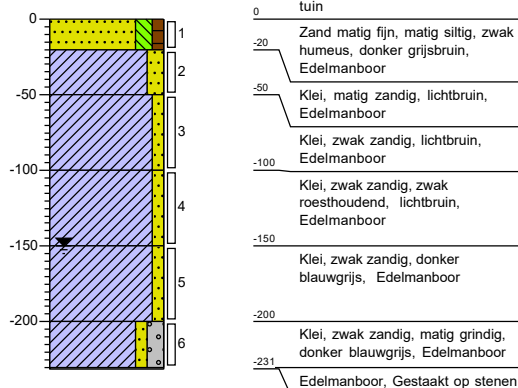 0
-50
-100
-150
-200
1
2
3
4
5
6
0
tuin
Zand matig fijn, matig siltig, zwak
-20
humeus, donker grijsbruin,
Edelmanboor
-50
Klei, matig zandig, lichtbruin,
Edelmanboor
Klei, zwak zandig, lichtbruin,
Edelmanboor
-100
Klei, zwak zandig, zwak
roesthoudend, lichtbruin,
Edelmanboor
-150
Klei, zwak zandig, donker
blauwgrijs, Edelmanboor
-200
Klei, zwak zandig, matig grindig,
donker blauwgrijs, Edelmanboor
-231
Edelmanboor, Gestaakt op stenen